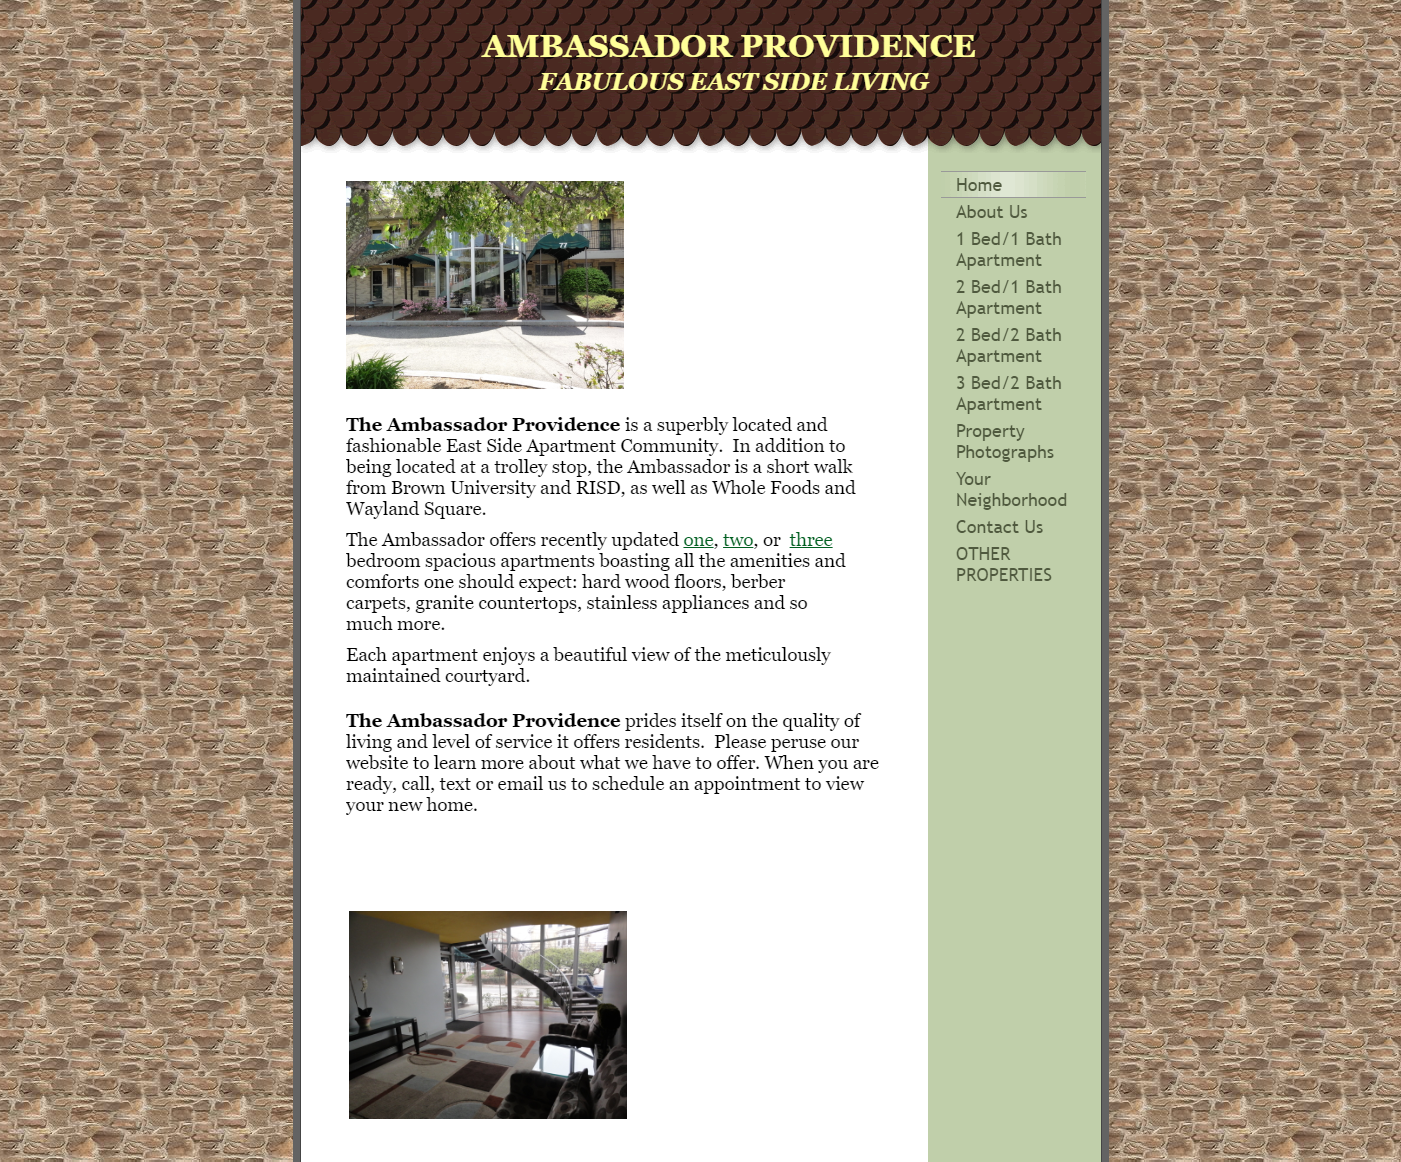 AMBASSADOR PROVIDENCE
FABULOUS EAST SIDE LIVING
77
77
The Ambassador Providence is a superbly located and
fashionable East Side Apartment Community.  In addition to
being located at a trolley stop, the Ambassador is a short walk
from Brown University and RISD, as well as Whole Foods and
Wayland Square.
The Ambassador offers recently updated one, two, or  three
bedroom spacious apartments boasting all the amenities and
comforts one should expect: hard wood floors, berber
carpets, granite countertops, stainless appliances and so
much more.
Each apartment enjoys a beautiful view of the meticulously
maintained courtyard.
The Ambassador Providence prides itself on the quality of
living and level of service it offers residents.  Please peruse our
website to learn more about what we have to offer. When you are
ready, call, text or email us to schedule an appointment to view
your new home.
Home
About Us
1 Bed/1 Bath
Apartment
2 Bed/1 Bath
Apartment
2 Bed/2 Bath
Apartment
3 Bed/2 Bath
Apartment
Property
Photographs
Your
Neighborhood
Contact Us
OTHER
PROPERTIES